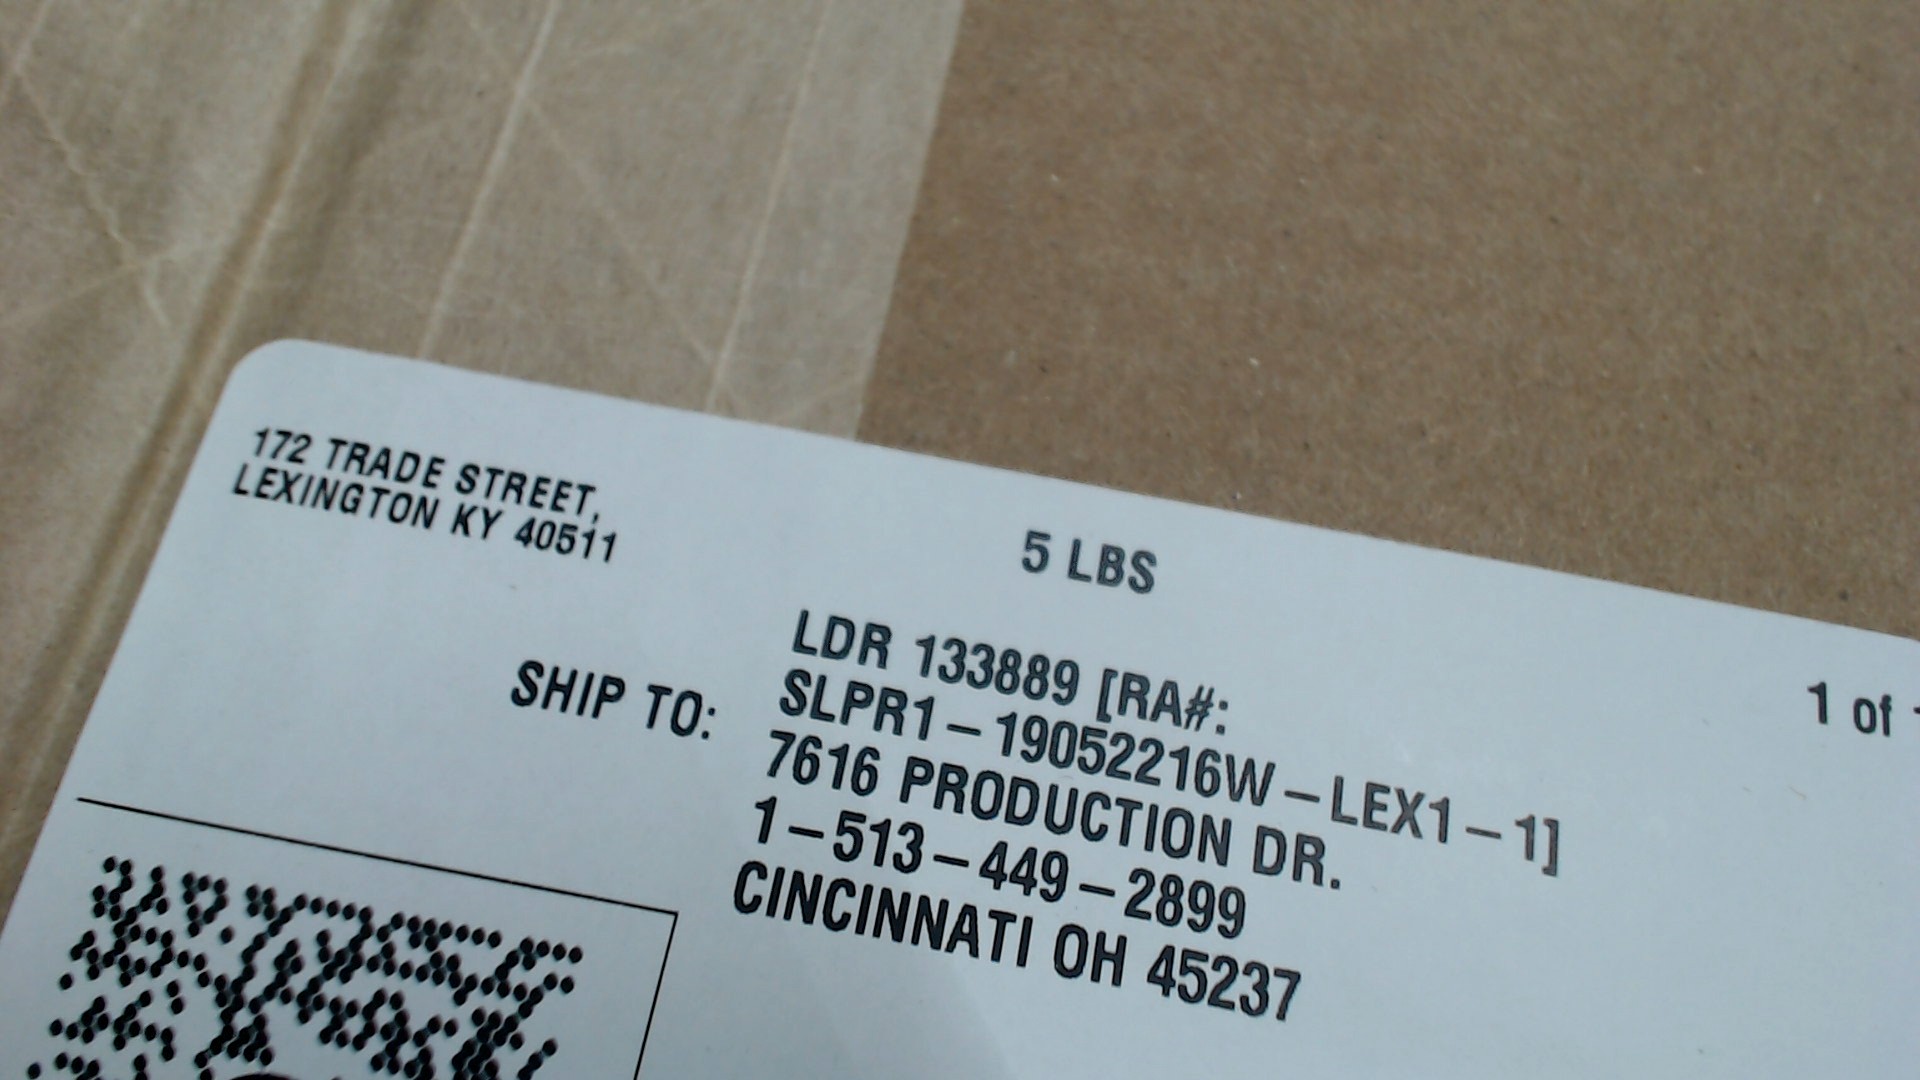 172 TRADE STREET,
LEXINGTON KY 40511
5 LBS
1 of
SHIP TO:
LDR 133889 [RA#:
SLPR1-19052216W-LEX1-1]
7616 PRODUCTION DR.
1-513-449-2899
CINCINNATI OH 45237